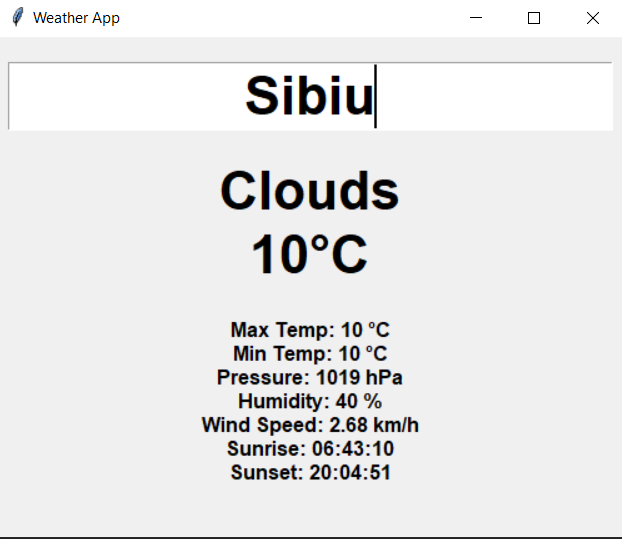 Weather App
Sibiu
Clouds
10°C
Max Temp: 10 °C
Min Temp: 10 °C
Pressure: 1019 hPa
Humidity: 40 %
Wind Speed: 2.68 km/h
Sunrise: 06:43:10
Sunset: 20:04:51